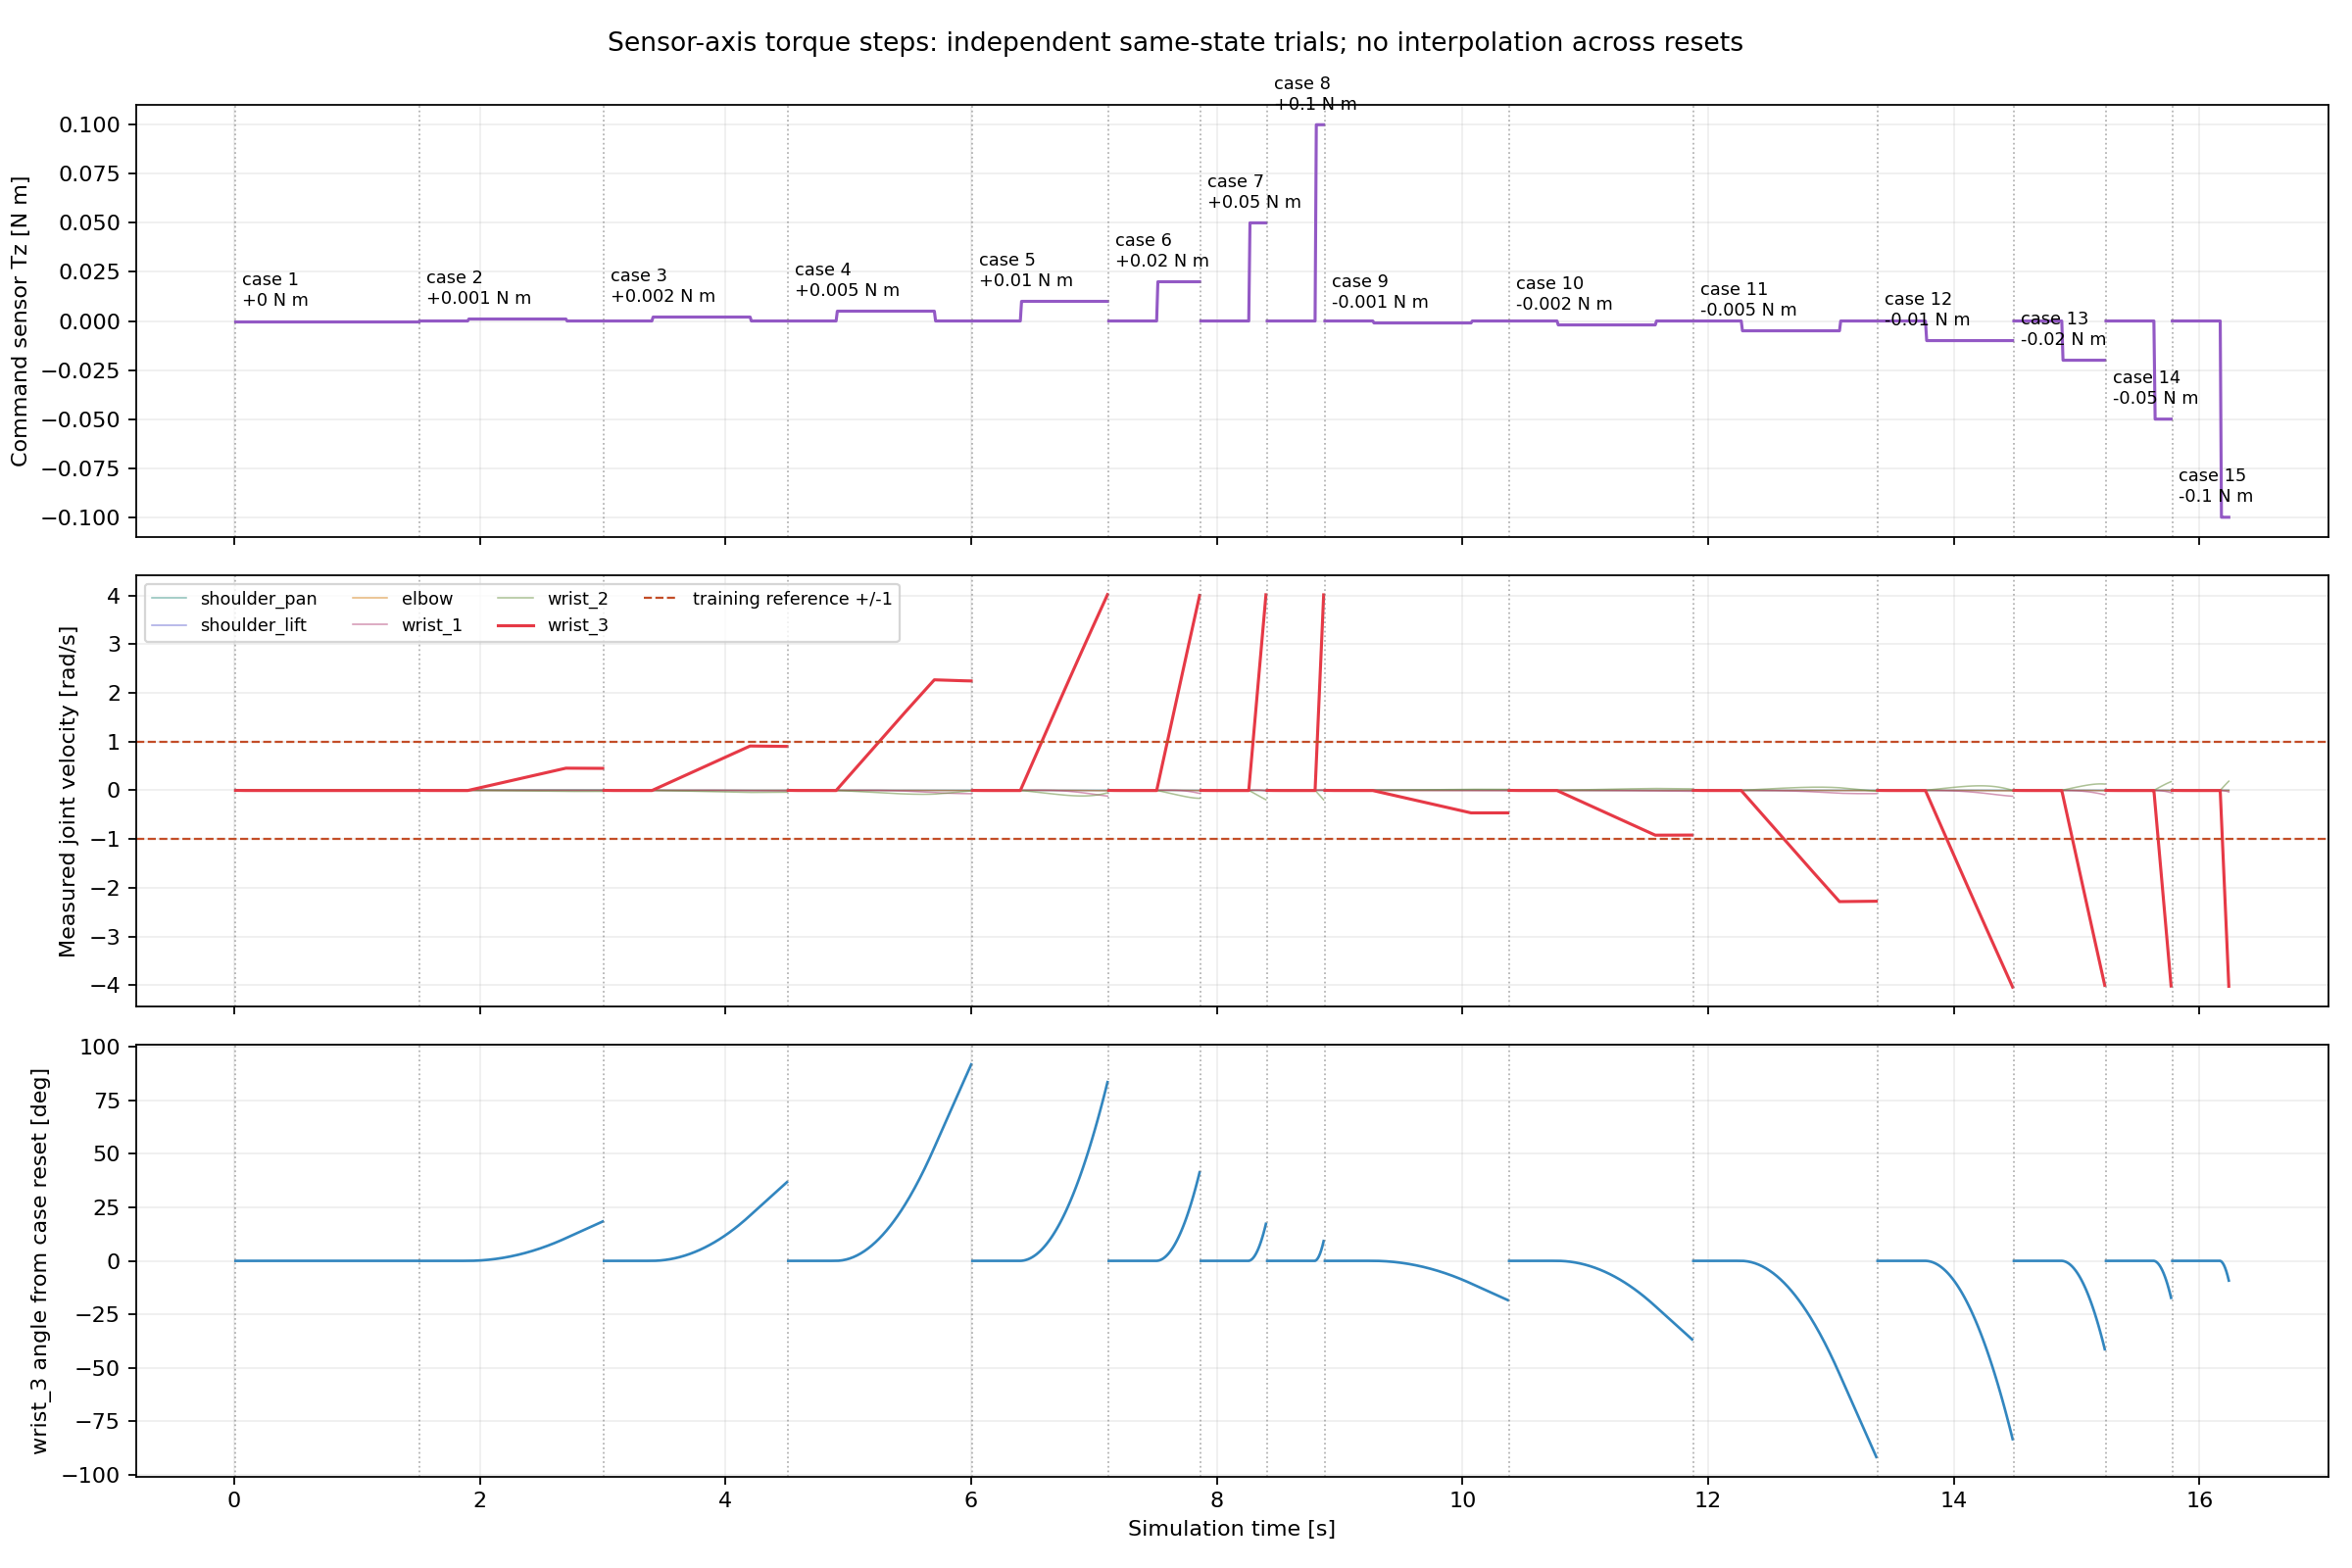 Sensor-axis torque steps: independent same-state trials; no interpolation across resets
Command sensor Tz [N m]
0.100
0.075
0.050
0.025
0.000
−0.025
−0.050
−0.075
−0.100
case 1
+0 N m
case 2
+0.001 N m
case 3
+0.002 N m
case 4
+0.005 N m
case 5
+0.01 N m
case 6
+0.02 N m
case 7
+0.05 N m
case 8
+0.1 N m
case 9
-0.001 N m
case 10
-0.002 N m
case 11
-0.005 N m
case 12
-0.01 N m
case 13
-0.02 N m
case 14
-0.05 N m
case 15
-0.1 N m
Measured joint velocity [rad/s]
4
3
2
1
0
−1
−2
−3
−4
shoulder_pan
shoulder_lift
elbow
wrist_1
wrist_2
wrist_3
training reference +/-1
wrist_3 angle from case reset [deg]
100
75
50
25
0
−25
−50
−75
−100
0 2 4 6 8 10 12 14 16
Simulation time [s]